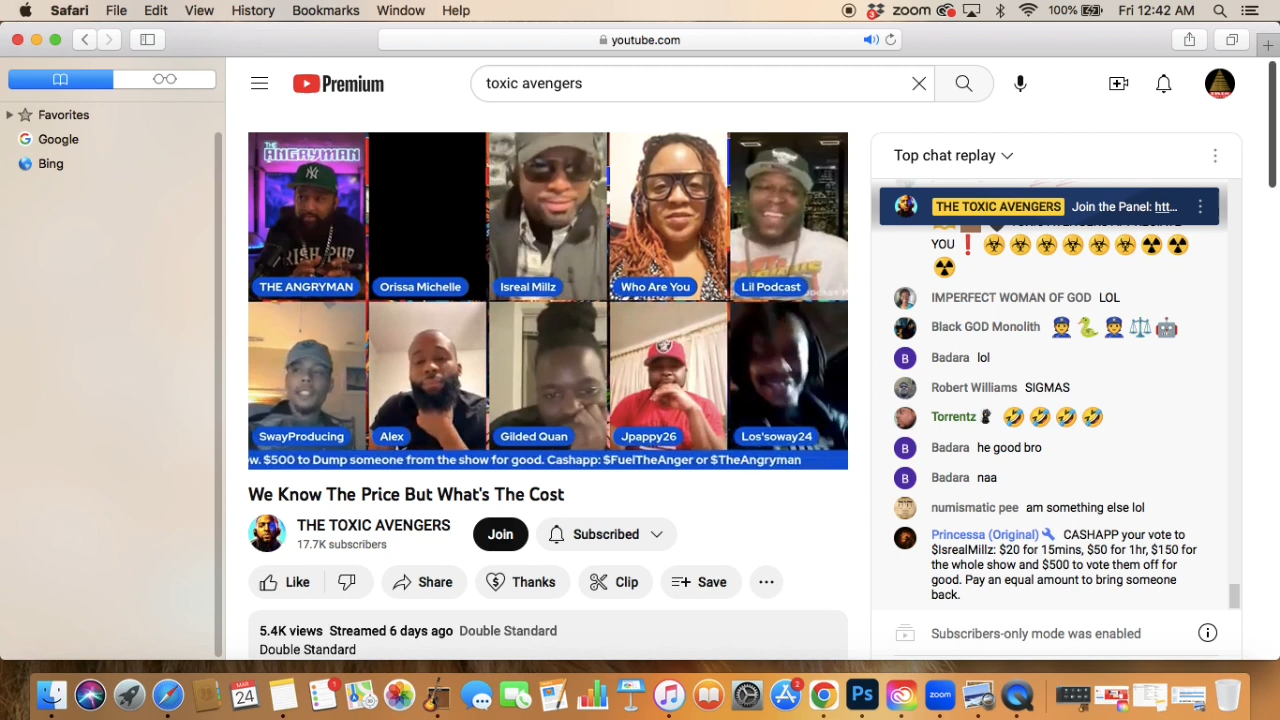 Safari File Edit View History Bookmarks Window Help
3 zoom 100% Fri 12:42 AM
youtube.com
Favorites
Google
Bing
Premium
toxic avengers
THE ANGRYMAN
THE ANGRYMAN Orissa Michelle Isreal Millz Who Are You Lil Podcast
SwayProducing Alex Gilded Quan Jpappy26 Los'soway24
w. $500 to Dump someone from the show for good. Cashapp: $FuelTheAnger or $TheAngryman
We Know The Price But What's The Cost
THE TOXIC AVENGERS
17.7K subscribers
Join
Subscribed
Like Share Thanks Clip Save
5.4K views Streamed 6 days ago Double Standard
Double Standard
Top chat replay
THE TOXIC AVENGERS Join the Panel: htt...
YOU ❗ ☣ ☣ ☣ ☣ ☣ ☣ ☢ ☢
☢
IMPERFECT WOMAN OF GOD LOL
Black GOD Monolith 👮 🐍 👮 ⚖ 🤖
B Badara lol
Robert Williams SIGMAS
Torrentz 🤣 🤣 🤣 🤣
B Badara he good bro
B Badara naa
numismatic pee am something else lol
Princessa (Original) 🔧 CASHAPP your vote to
$IsrealMillz: $20 for 15mins, $50 for 1hr, $150 for
the whole show and $500 to vote them off for
good. Pay an equal amount to bring someone
back.
Subscribers-only mode was enabled
MAR
24
1
2
Ps
zoom